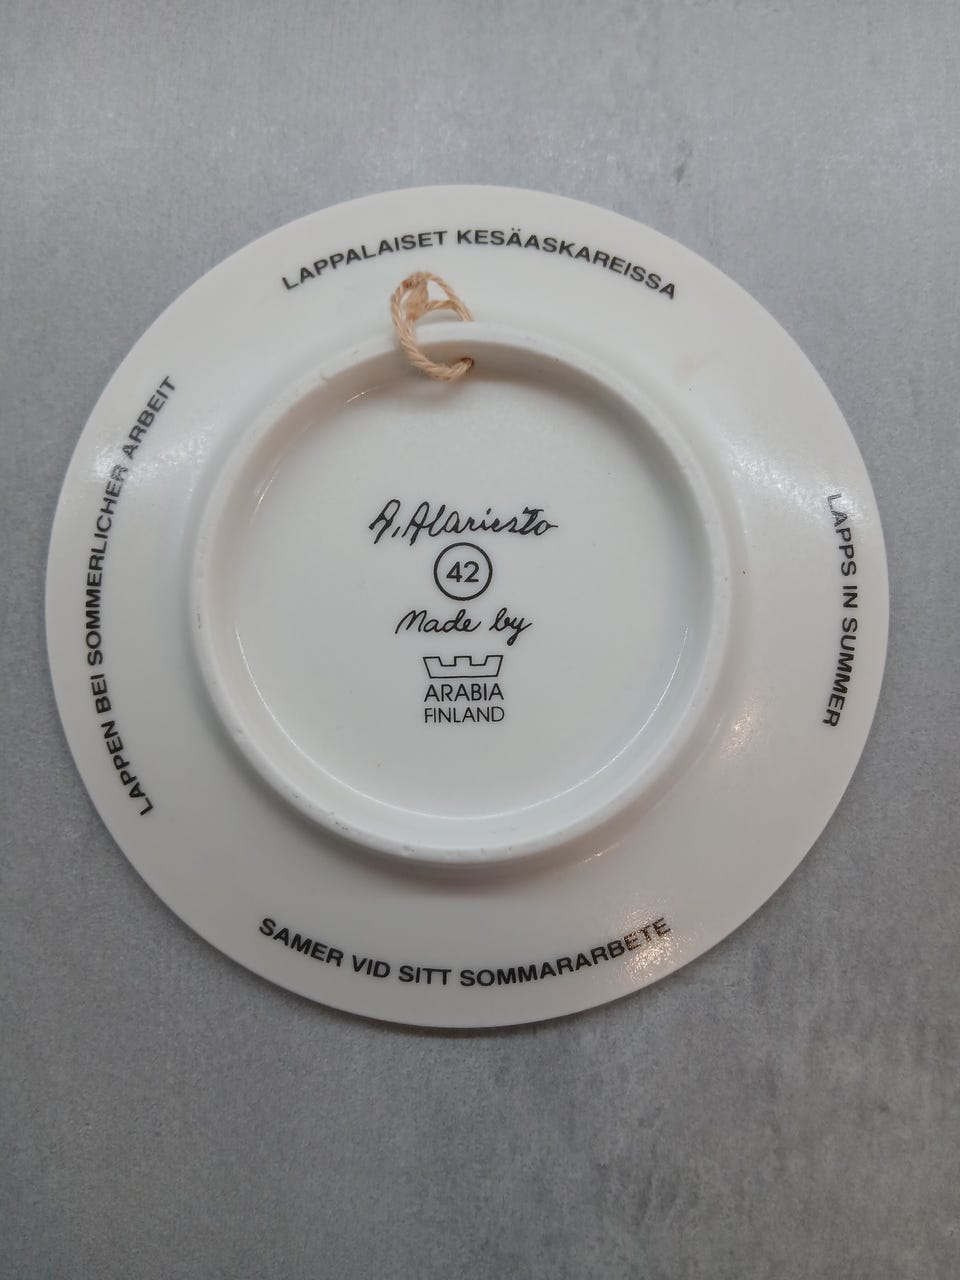 LAPPALAISET KESÄASKAREISSA
LAPPEN BEI SOMMERLICHER ARBEIT
LAPPS IN SUMMER
A. Alariesto
42
Made by
ARABIA
FINLAND
SAMER VID SITT SOMMARARBETE